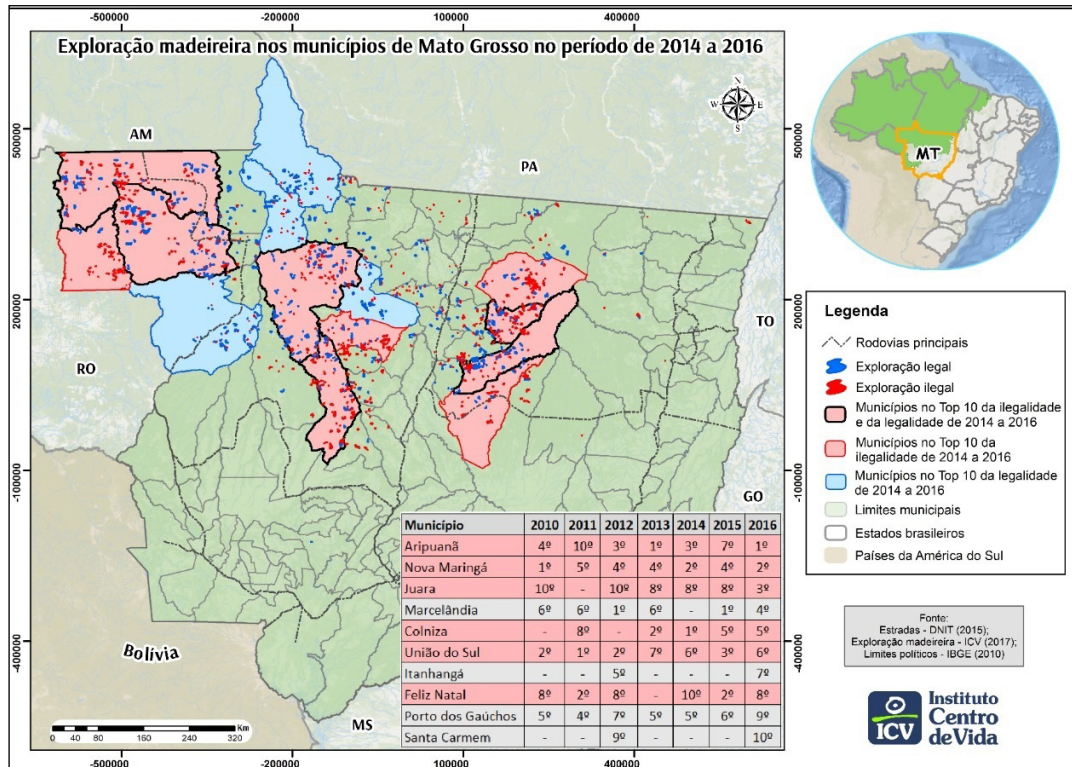 -500000 -200000 100000 400000
Exploração madeireira nos municípios de Mato Grosso no período de 2014 a 2016
N
W E
S
AM
PA
TO
RO
GO
MS
Bolívia
500000
200000
-100000
-400000
500000
200000
-100000
-400000
Município 2010 2011 2012 2013 2014 2015 2016
Aripuanã 4º 10º 3º 1º 3º 7º 1º
Nova Maringá 1º 5º 4º 4º 2º 4º 2º
Juara 10º - 10º 8º 8º 8º 3º
Marcelândia 6º 6º 1º 6º - 1º 4º
Colniza - 8º - 2º 1º 5º 5º
União do Sul 2º 1º 2º 7º 6º 3º 6º
Itanhangá - - 5º - - - 7º
Feliz Natal 8º 2º 8º - 10º 2º 8º
Porto dos Gaúchos 5º 4º 7º 5º 5º 6º 9º
Santa Carmem - - 9º - - - 10º
Km
0 40 80 160 240 320
-500000 -200000 100000 400000
MT
Legenda
Rodovias principais
Exploração legal
Exploração ilegal
Municípios no Top 10 da ilegalidade
e da legalidade de 2014 a 2016
Municípios no Top 10 da
ilegalidade de 2014 a 2016
Municípios no Top 10 da legalidade
de 2014 a 2016
Limites municipais
Estados brasileiros
Países da América do Sul
Fonte:
Estradas - DNIT (2015);
Exploração madeireira - ICV (2017);
Limites políticos - IBGE (2010)
ICV
Instituto
Centro
de Vida